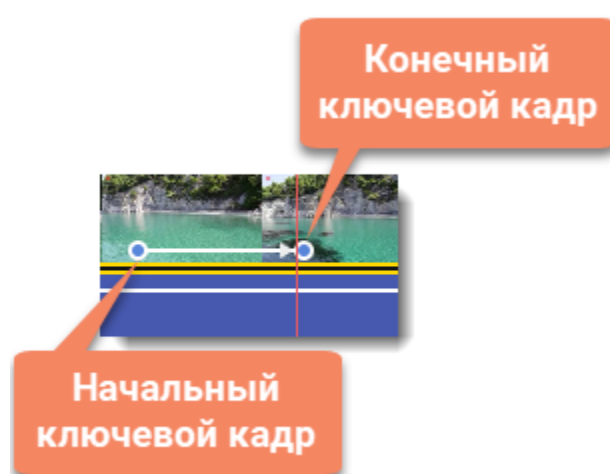 Конечный
ключевой кадр
Начальный
ключевой кадр